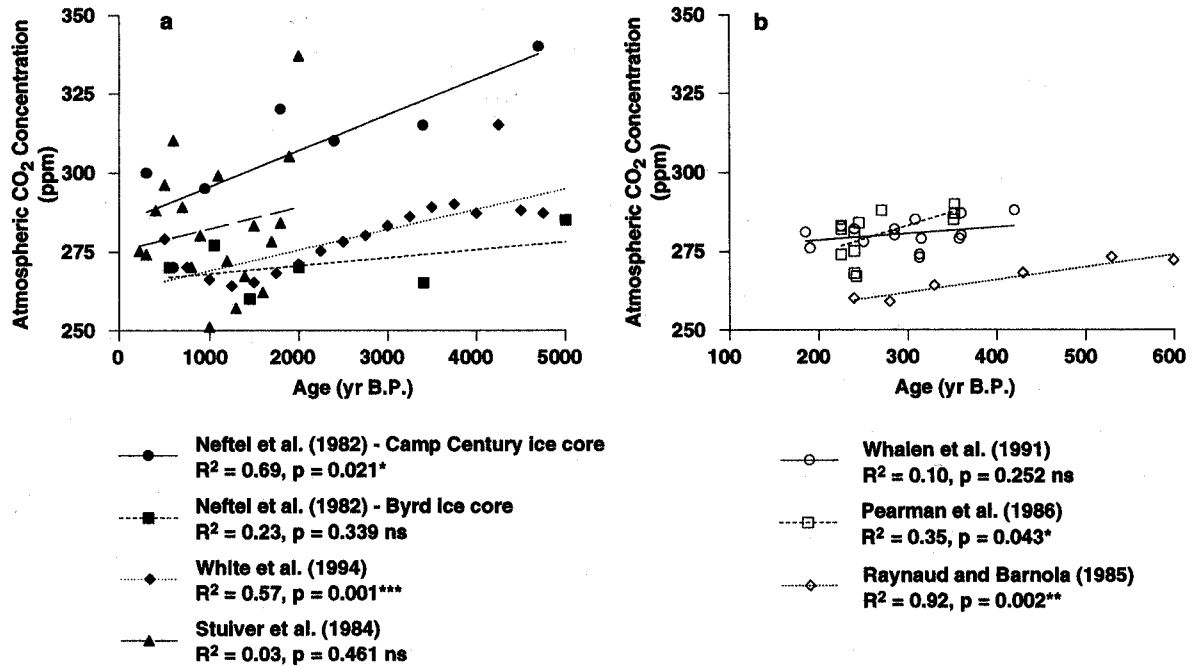 a
350
325
300
275
250
Atmospheric CO2 Concentration
(ppm)
0
1000
2000
3000
4000
5000
Age (yr B.P.)
b
350
325
300
275
250
Atmospheric CO2 Concentration
(ppm)
100
200
300
400
500
600
Age (yr B.P.)
Neftel et al. (1982) - Camp Century ice core
R² = 0.69, p = 0.021*
Neftel et al. (1982) - Byrd ice core
R² = 0.23, p = 0.339 ns
White et al. (1994)
R² = 0.57, p = 0.001***
Stuiver et al. (1984)
R² = 0.03, p = 0.461 ns
Whalen et al. (1991)
R² = 0.10, p = 0.252 ns
Pearman et al. (1986)
R² = 0.35, p = 0.043*
Raynaud and Barnola (1985)
R² = 0.92, p = 0.002**